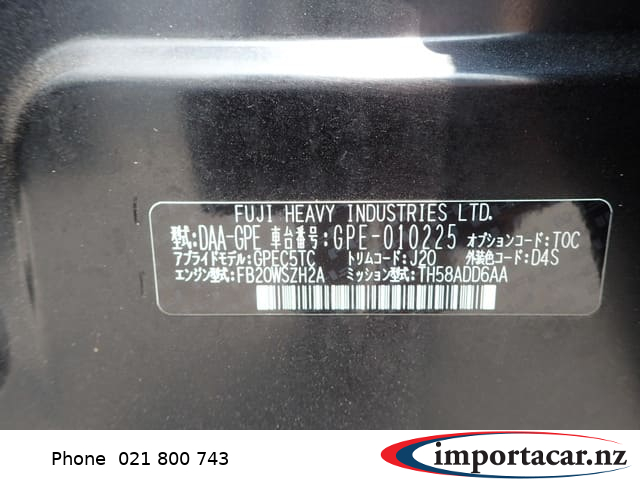 FUJI HEAVY INDUSTRIES LTD.
型式:DAA-GPE 車台番号:GPE-010225 オプションコード:TOC
アプライドモデル:GPEC5TC トリムコード:J20 外装色コード:D4S
エンジン型式:FB20WSZH2A ミッション型式:TH58ADD6AA
Phone 021 800 743
importacar.nz